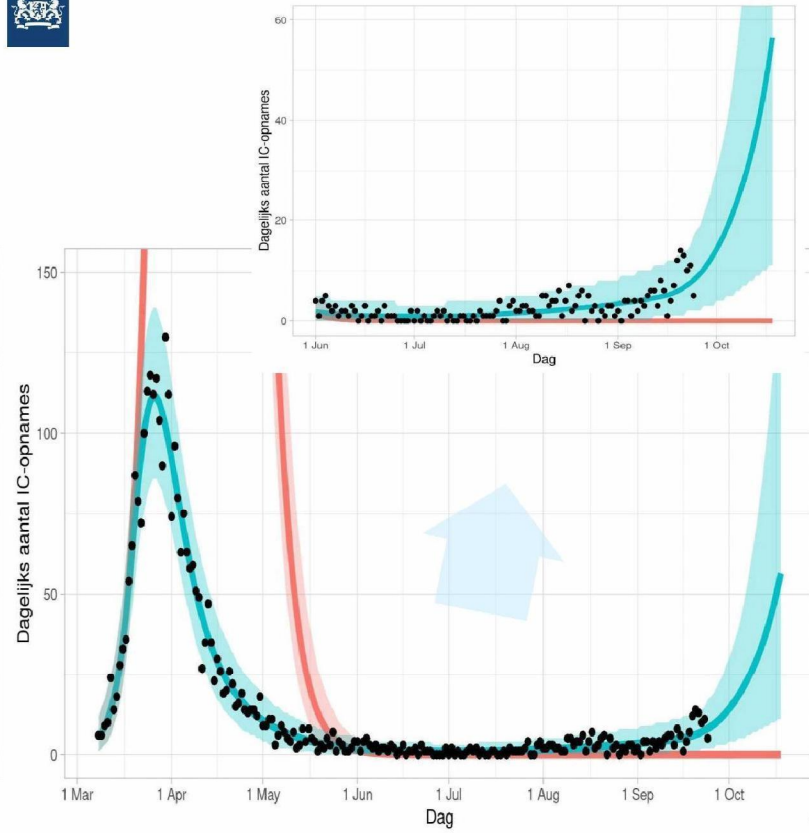 60
40
20
0
Dagelijks aantal IC-opnames
1 Jun
1 Jul
1 Aug
1 Sep
1 Oct
Dag
150
100
50
0
Dagelijks aantal IC-opnames
1 Mar
1 Apr
1 May
1 Jun
1 Jul
1 Aug
1 Sep
1 Oct
Dag